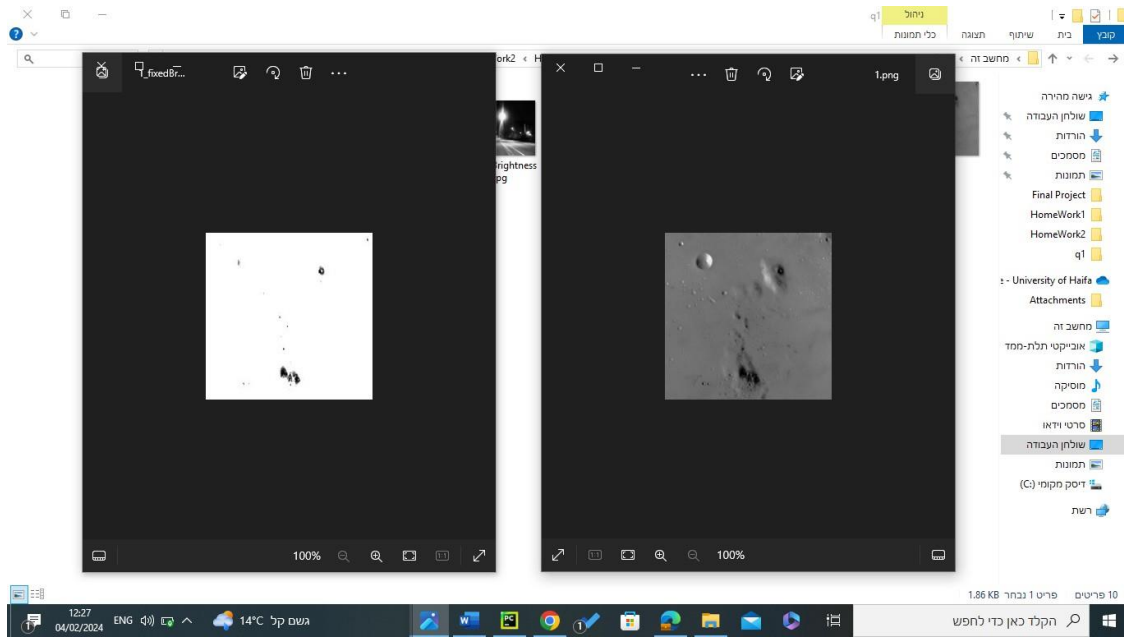 ניהול
q1
קובץ
בית
שיתוף
תצוגה
כלי תמונות
מחשב זה
ork2
H
_fixedBr...
1.png
rightness
pg
גישה מהירה
שולחן העבודה
הורדות
מסמכים
תמונות
Final Project
HomeWork1
HomeWork2
q1
e - University of Haifa
Attachments
מחשב זה
אובייקטי תלת-ממד
הורדות
מוסיקה
מסמכים
סרטי וידאו
שולחן העבודה
תמונות
דיסק מקומי (C:)
רשת
100%
100%
10 פריטים
פריט 1 נבחר 1.86 KB
הקלד כאן כדי לחפש
14°C גשם קל
ENG
12:27
04/02/2024